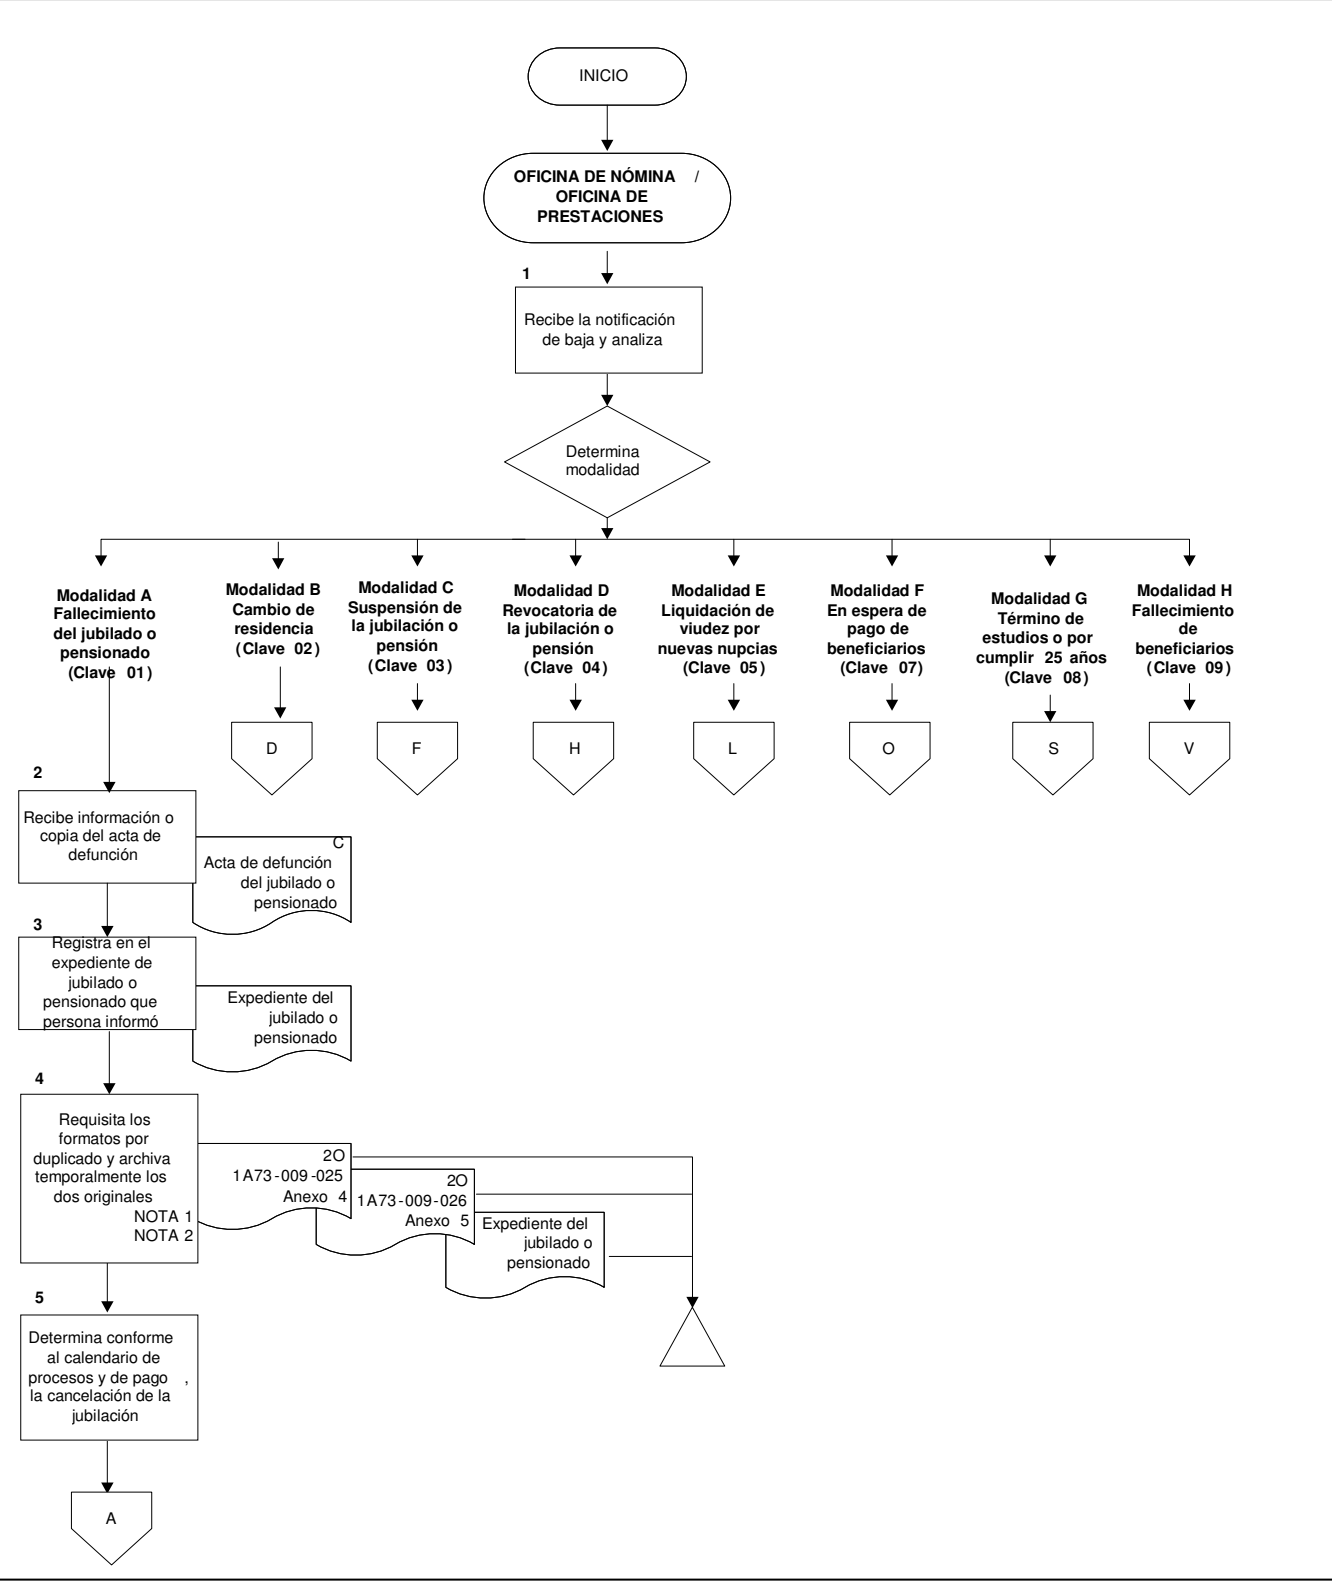 INICIO
OFICINA DE NÓMINA /
OFICINA DE
PRESTACIONES
1
Recibe la notificación
de baja y analiza
Determina
modalidad
Modalidad A
Fallecimiento
del jubilado o
pensionado
(Clave 01)
Modalidad B
Cambio de
residencia
(Clave 02)
Modalidad C
Suspensión de
la jubilación o
pensión
(Clave 03)
Modalidad D
Revocatoria de
la jubilación o
pensión
(Clave 04)
Modalidad E
Liquidación de
viudez por
nuevas nupcias
(Clave 05)
Modalidad F
En espera de
pago de
beneficiarios
(Clave 07)
Modalidad G
Término de
estudios o por
cumplir 25 años
(Clave 08)
Modalidad H
Fallecimiento
de
beneficiarios
(Clave 09)
D
F
H
L
O
S
V
2
Recibe información o
copia del acta de
defunción
C
Acta de defunción
del jubilado o
pensionado
3
Registra en el
expediente de
jubilado o
pensionado que
persona informó
Expediente del
jubilado o
pensionado
4
Requisita los
formatos por
duplicado y archiva
temporalmente los
dos originales
NOTA 1
NOTA 2
2O
1A73-009-025
Anexo 4
2O
1A73-009-026
Anexo 5
Expediente del
jubilado o
pensionado
5
Determina conforme
al calendario de
procesos y de pago ,
la cancelación de la
jubilación
A